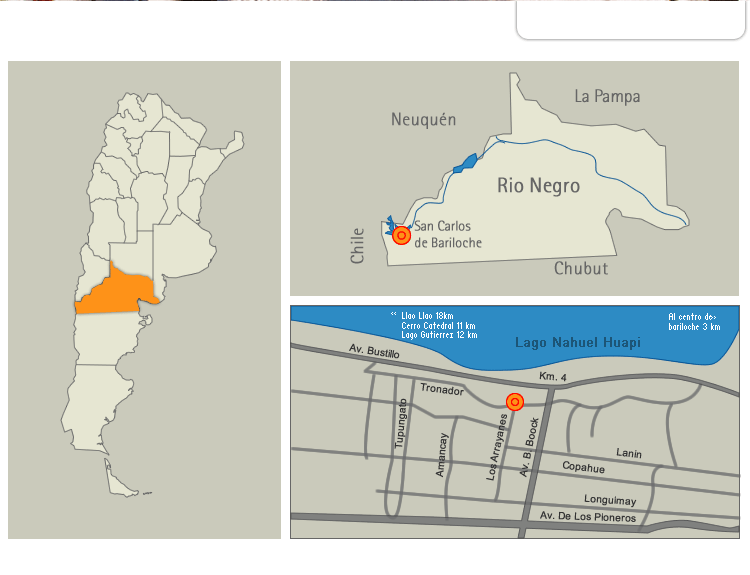 La Pampa
Neuquén
Rio Negro
San Carlos
de Bariloche
Chile
Chubut
<< Llao Llao 18km
Cerro Catedral 11 km
Lago Gutierrez 12 km
Al centro de>
bariloche 3 km
Lago Nahuel Huapi
Av. Bustillo
Km. 4
Tronador
Tupungato
Amancay
Los Arrayanes
Av. B. Boock
Lanin
Copahue
Longuimay
Av. De Los Pioneros